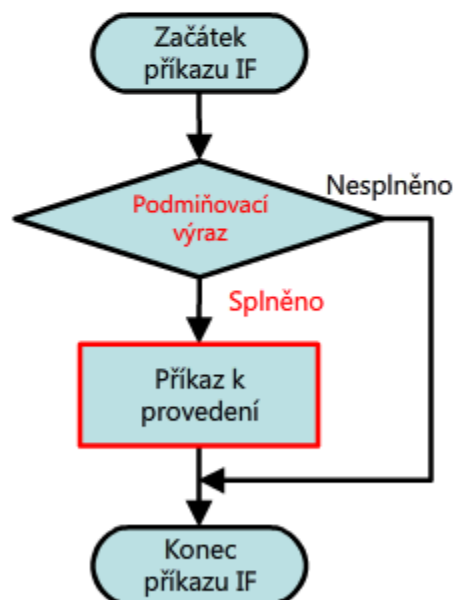 Začátek
příkazu IF
Nesplněno
Podmiňovací
výraz
Splněno
Příkaz k
provedení
Konec
příkazu IF